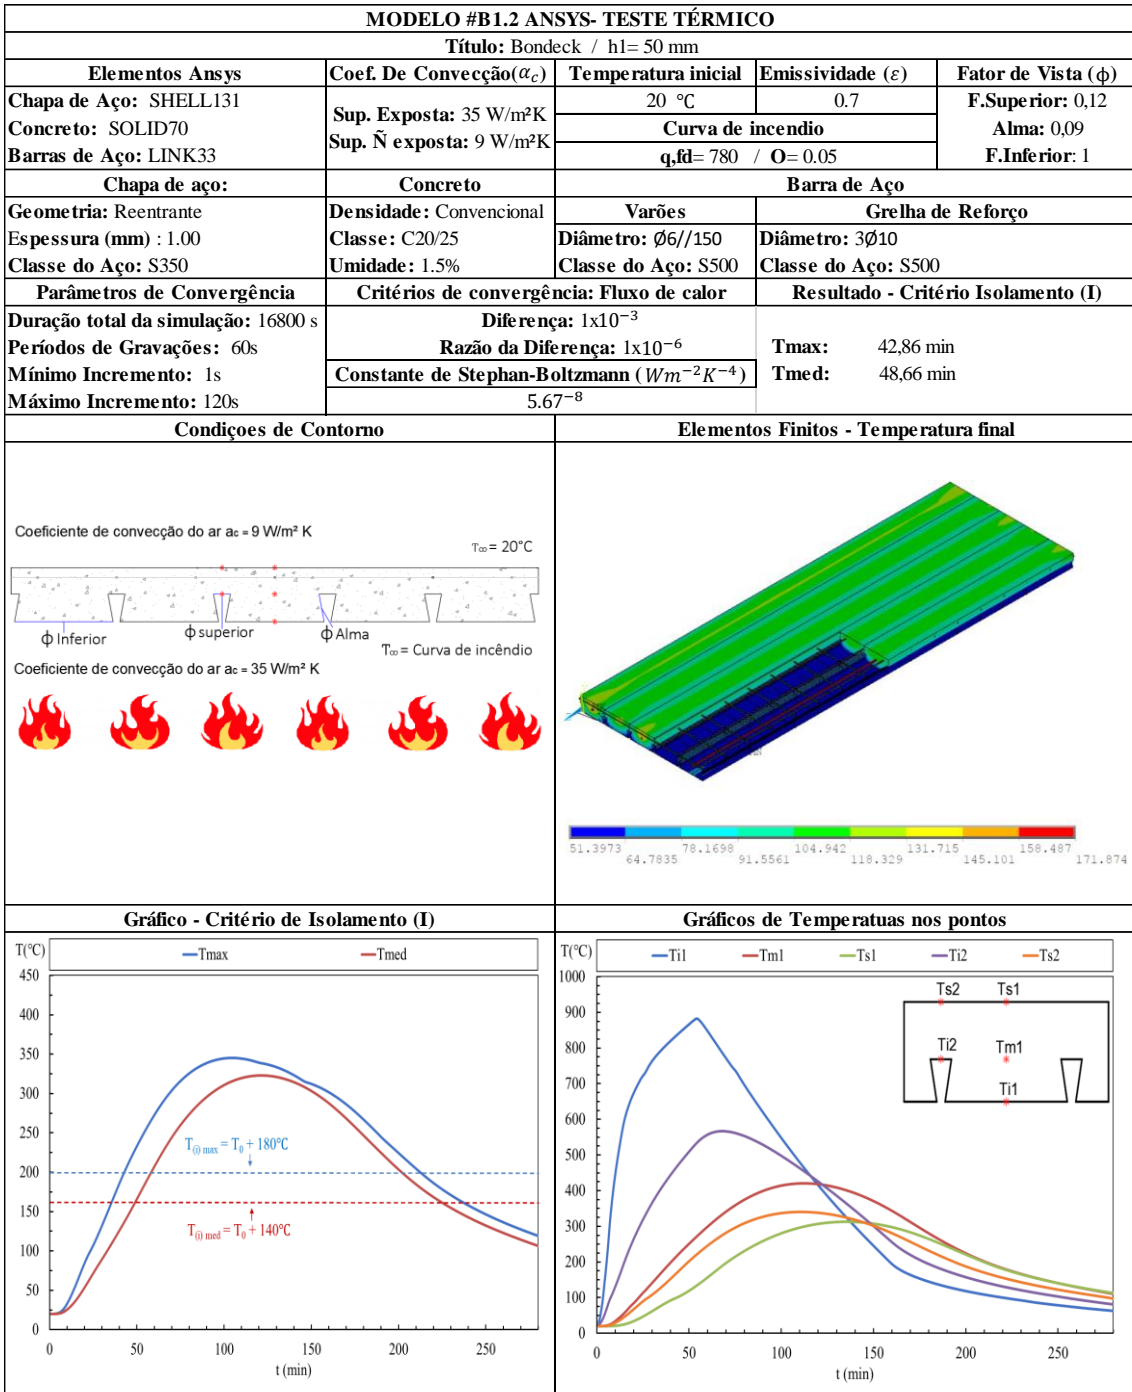 MODELO #B1.2 ANSYS- TESTE TÉRMICO
Título: Bondeck / h1= 50 mm
Elementos Ansys
Coef. De Convecção(α_c)
Temperatura inicial
Emissividade (ε)
Fator de Vista (ϕ)
Chapa de Aço: SHELL131
Concreto: SOLID70
Barras de Aço: LINK33
Sup. Exposta: 35 W/m²K
Sup. Ñ exposta: 9 W/m²K
20 °C
0.7
Curva de incendio
q,fd= 780 / O= 0.05
F.Superior: 0,12
Alma: 0,09
F.Inferior: 1
Chapa de aço:
Concreto
Barra de Aço
Geometria: Reentrante
Espessura (mm) : 1.00
Classe do Aço: S350
Densidade: Convencional
Classe: C20/25
Umidade: 1.5%
Varões
Diâmetro: Ø6//150
Classe do Aço: S500
Grelha de Reforço
Diâmetro: 3Ø10
Classe do Aço: S500
Parâmetros de Convergência
Critérios de convergência: Fluxo de calor
Resultado - Critério Isolamento (I)
Duração total da simulação: 16800 s
Períodos de Gravações: 60s
Mínimo Incremento: 1s
Máximo Incremento: 120s
Diferença: 1x10⁻³
Razão da Diferença: 1x10⁻⁶
Constante de Stephan-Boltzmann (Wm⁻²K⁻⁴)
5.67⁻⁸
Tmax: 42,86 min
Tmed: 48,66 min
Condiçoes de Contorno
Elementos Finitos - Temperatura final
Coeficiente de convecção do ar ac = 9 W/m² K
T∞ = 20°C
ϕ Inferior
ϕ superior
ϕ Alma
T∞ = Curva de incêndio
Coeficiente de convecção do ar ac = 35 W/m² K
51.3973 78.1698 104.942 131.715 158.487
64.7835 91.5561 118.329 145.101 171.874
Gráfico - Critério de Isolamento (I)
Gráficos de Temperatuas nos pontos
T(°C)
Tmax Tmed
450
400
350
300
250
200
150
100
50
0
T(i) max = T0 + 180°C
T(i) med = T0 + 140°C
0 50 100 150 200 250
t (min)
T(°C)
Ti1 Tm1 Ts1 Ti2 Ts2
1000
900
800
700
600
500
400
300
200
100
0
Ts2 Ts1
Ti2 Tm1
Ti1
0 50 100 150 200 250
t (min)